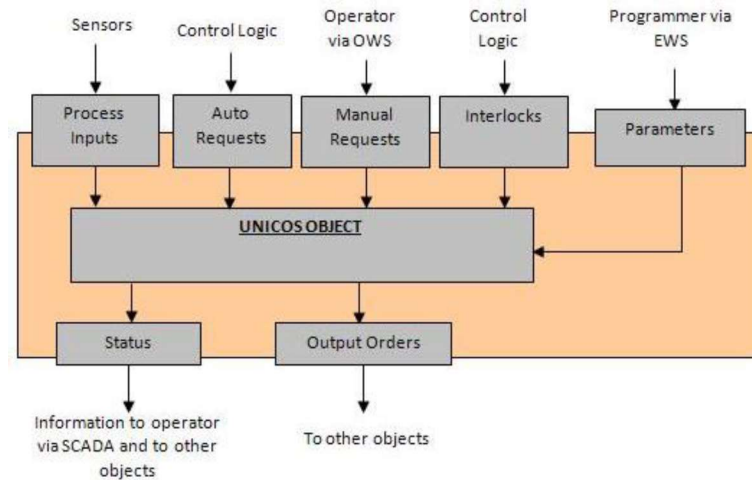 Sensors
Control Logic
Operator
via OWS
Control
Logic
Programmer via
EWS
Process
Inputs
Auto
Requests
Manual
Requests
Interlocks
Parameters
UNICOS OBJECT
Status
Output Orders
Information to operator
via SCADA and to other
objects
To other objects